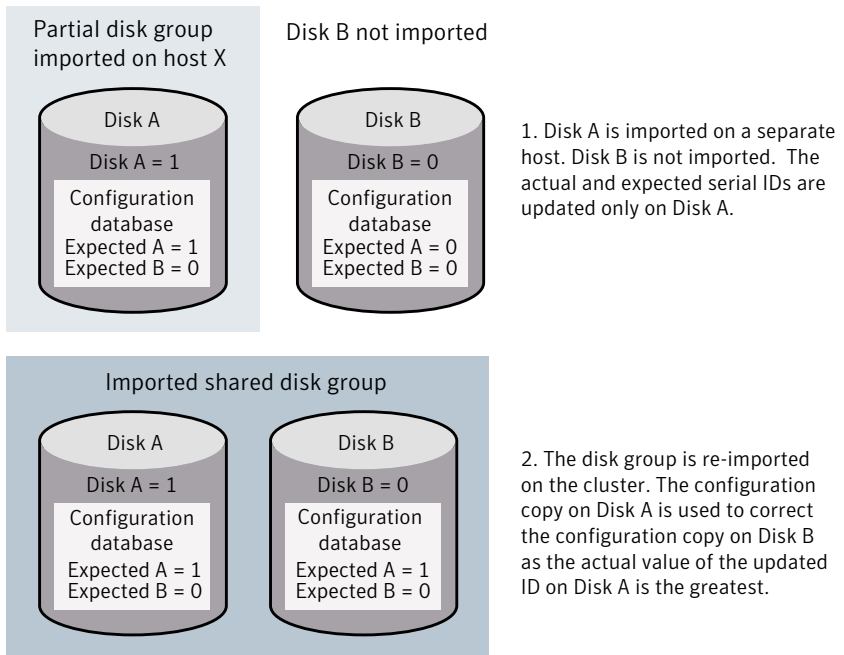 Partial disk group
imported on host X
Disk B not imported
Disk A
Disk A = 1
Configuration
database
Expected A = 1
Expected B = 0
Disk B
Disk B = 0
Configuration
database
Expected A = 0
Expected B = 0
1. Disk A is imported on a separate
host. Disk B is not imported. The
actual and expected serial IDs are
updated only on Disk A.
Imported shared disk group
Disk A
Disk A = 1
Configuration
database
Expected A = 1
Expected B = 0
Disk B
Disk B = 0
Configuration
database
Expected A = 1
Expected B = 0
2. The disk group is re-imported
on the cluster. The configuration
copy on Disk A is used to correct
the configuration copy on Disk B
as the actual value of the updated
ID on Disk A is the greatest.